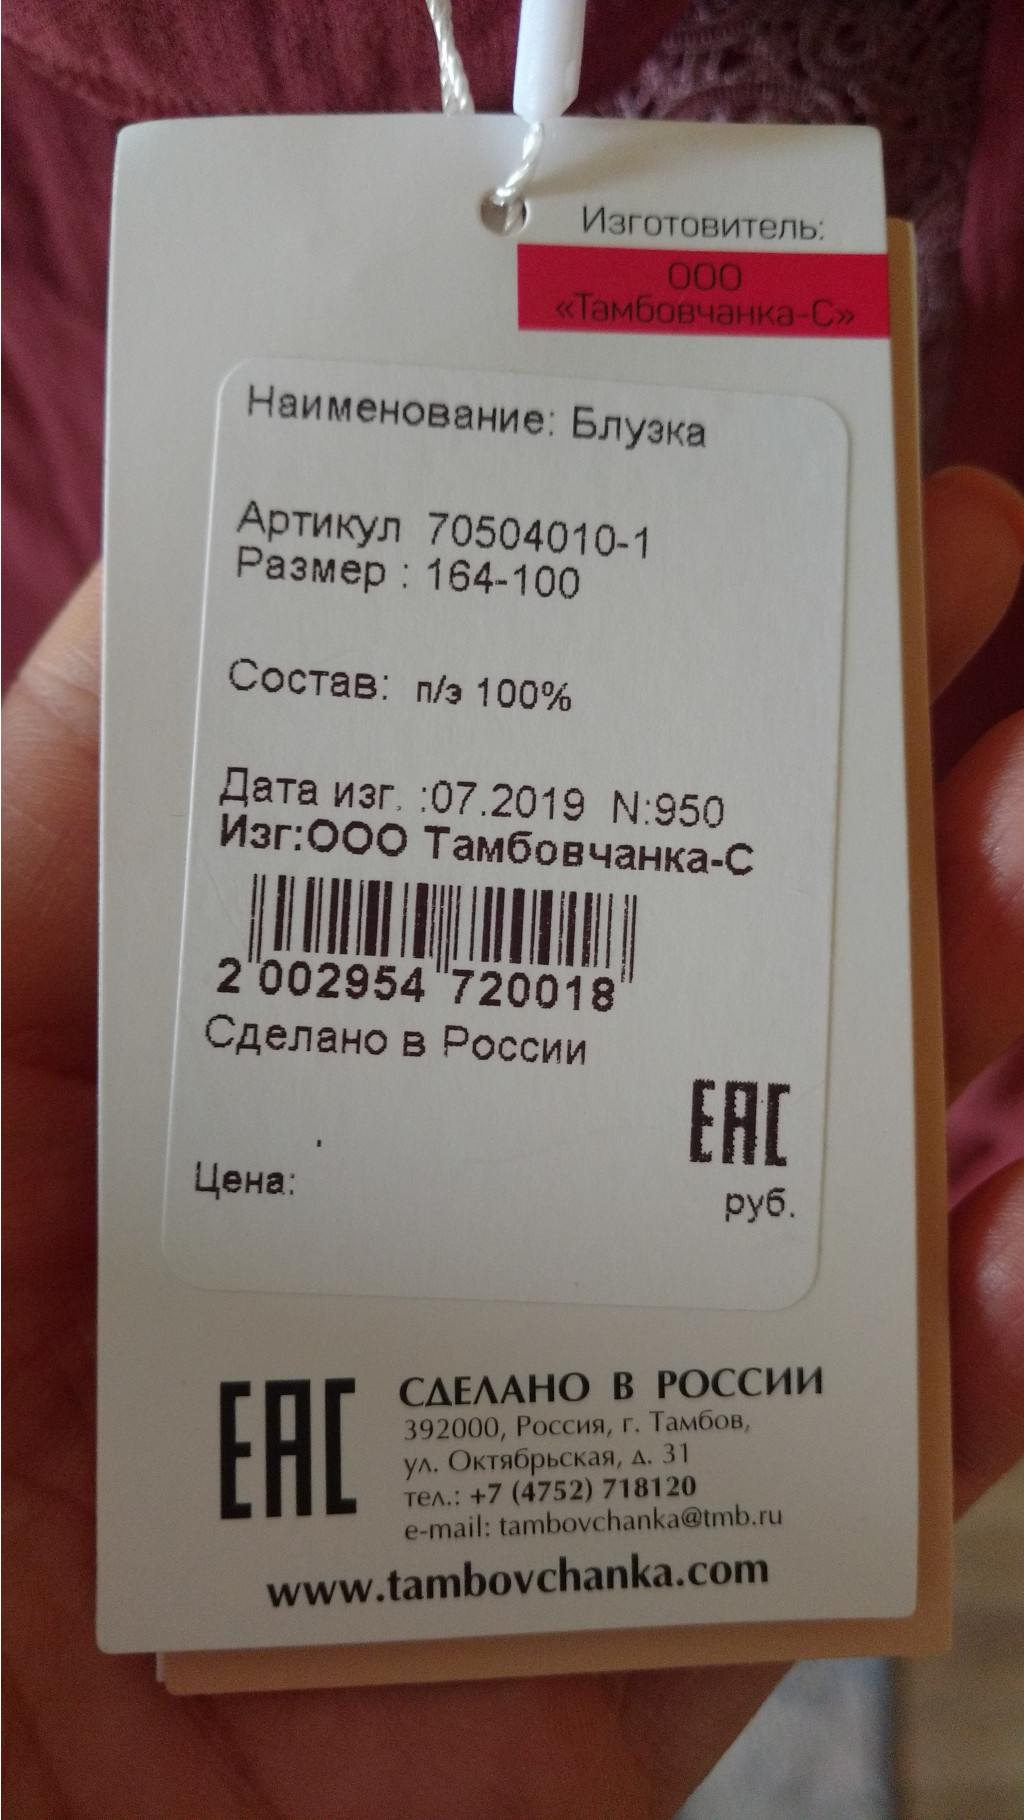 Изготовитель:
ООО
«Тамбовчанка-С»
Наименование: Блузка
Артикул 70504010-1
Размер : 164-100
Состав: п/э 100%
Дата изг. :07.2019 N:950
Изг:ООО Тамбовчанка-С
2 002954 720018
Сделано в России
ЕАС
Цена:
руб.
ЕАС
СДЕЛАНО В РОССИИ
392000, Россия, г. Тамбов,
ул. Октябрьская, д. 31
тел.: +7 (4752) 718120
e-mail: tambovchanka@tmb.ru
www.tambovchanka.com